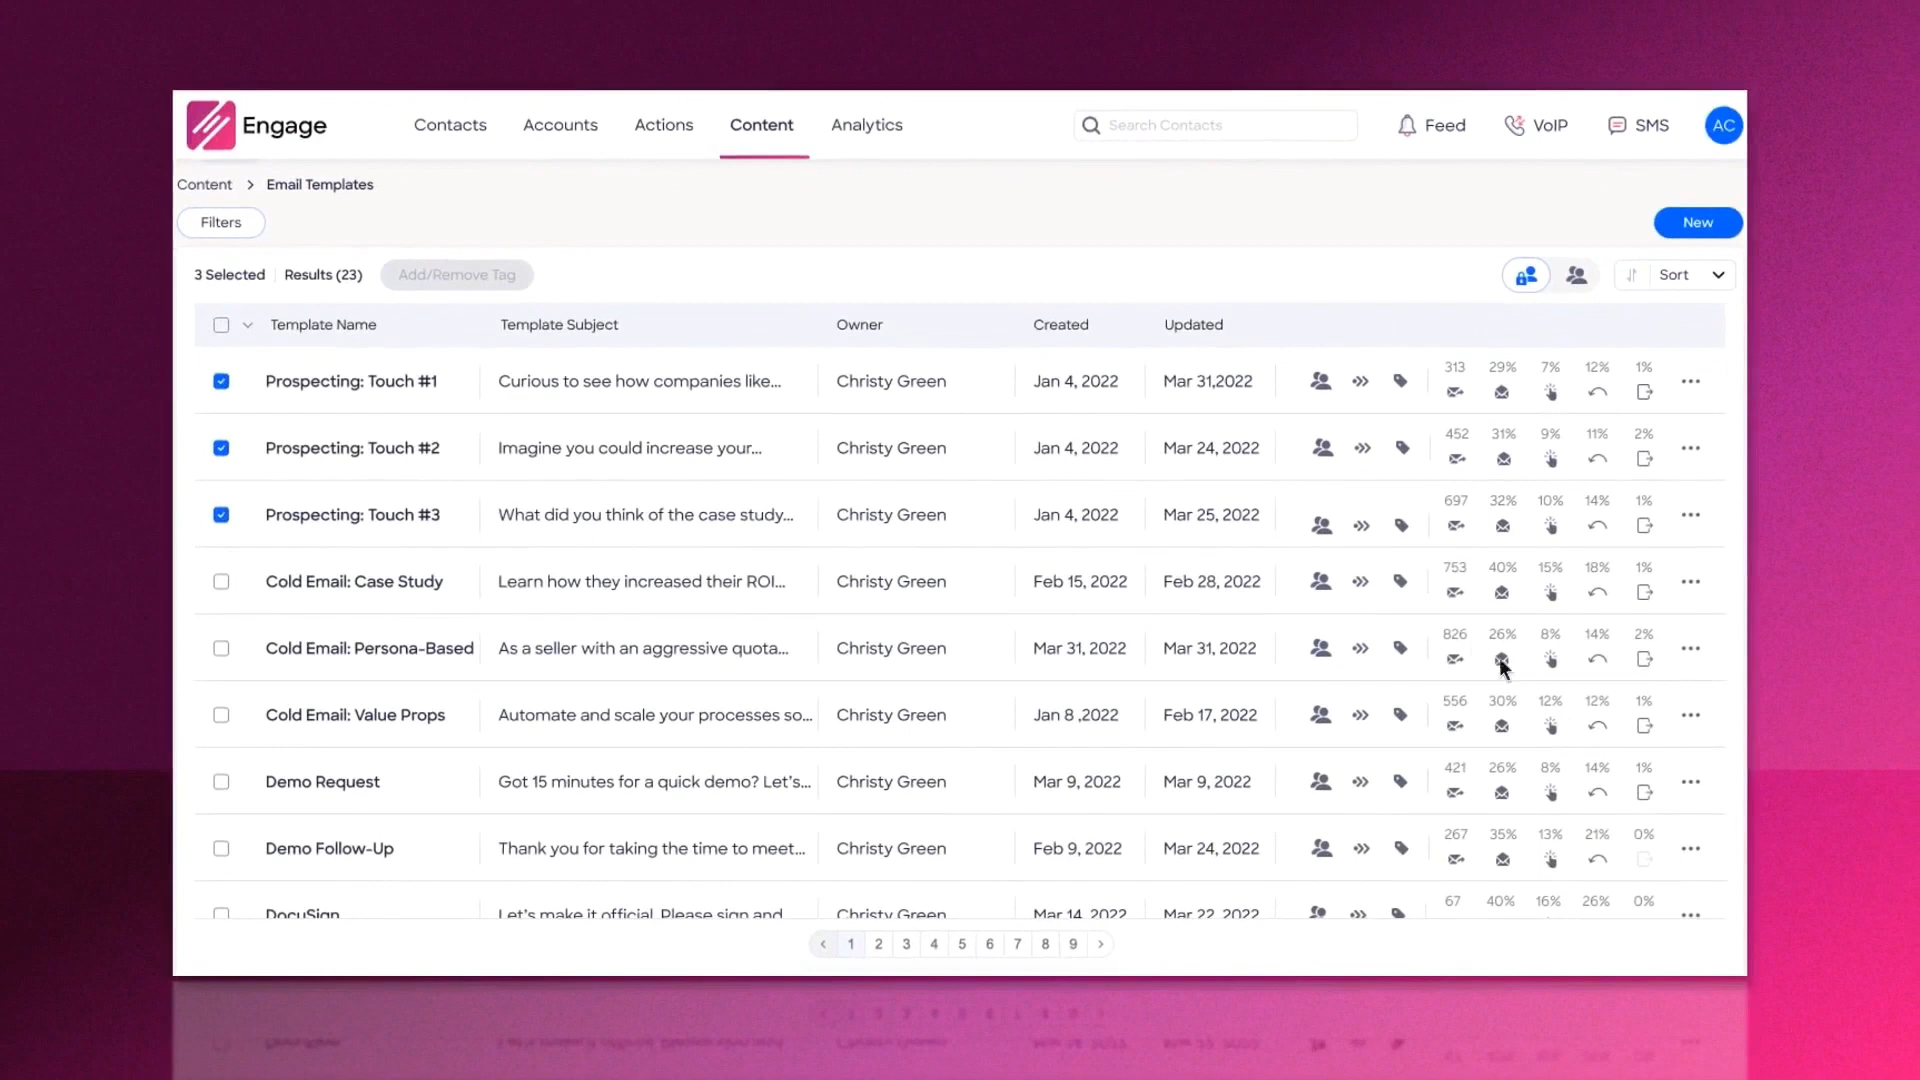 Engage Contacts Accounts Actions Content Analytics Search Contacts Feed VoIP SMS AC
Content > Email Templates
Filters New
3 Selected Results (23) Add/Remove Tag Sort
Template Name Template Subject Owner Created Updated
Prospecting: Touch #1 Curious to see how companies like... Christy Green Jan 4, 2022 Mar 31,2022 313 29% 7% 12% 1%
Prospecting: Touch #2 Imagine you could increase your... Christy Green Jan 4, 2022 Mar 24, 2022 452 31% 9% 11% 2%
Prospecting: Touch #3 What did you think of the case study... Christy Green Jan 4, 2022 Mar 25, 2022 697 32% 10% 14% 1%
Cold Email: Case Study Learn how they increased their ROI... Christy Green Feb 15, 2022 Feb 28, 2022 753 40% 15% 18% 1%
Cold Email: Persona-Based As a seller with an aggressive quota... Christy Green Mar 31, 2022 Mar 31, 2022 826 26% 8% 14% 2%
Cold Email: Value Props Automate and scale your processes so... Christy Green Jan 8 ,2022 Feb 17, 2022 556 30% 12% 12% 1%
Demo Request Got 15 minutes for a quick demo? Let's... Christy Green Mar 9, 2022 Mar 9, 2022 421 26% 8% 14% 1%
Demo Follow-Up Thank you for taking the time to meet... Christy Green Feb 9, 2022 Mar 24, 2022 267 35% 13% 21% 0%
DocuSign Let's make it official. Please sign and Christy Green Mar 14, 2022 Mar 22, 2022 67 40% 16% 26% 0%
1 2 3 4 5 6 7 8 9